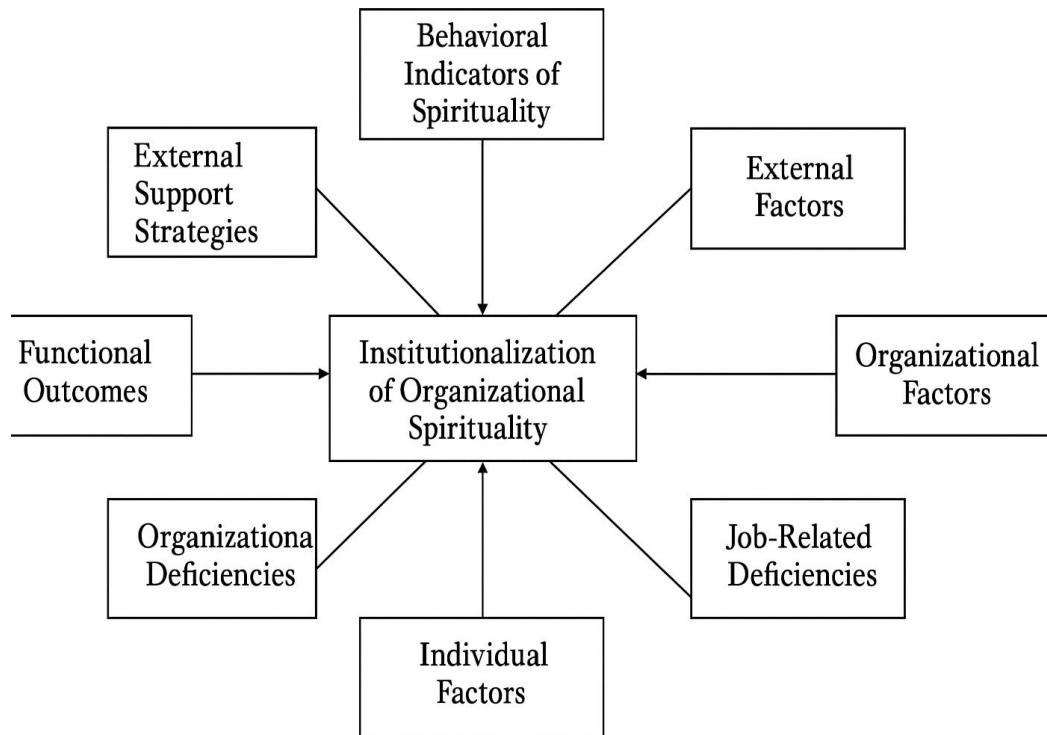 Behavioral
Indicators of
Spirituality
External
Support
Strategies
External
Factors
Functional
Outcomes
Institutionalization
of Organizational
Spirituality
Organizational
Factors
Organizationa
Deficiencies
Job-Related
Deficiencies
Individual
Factors